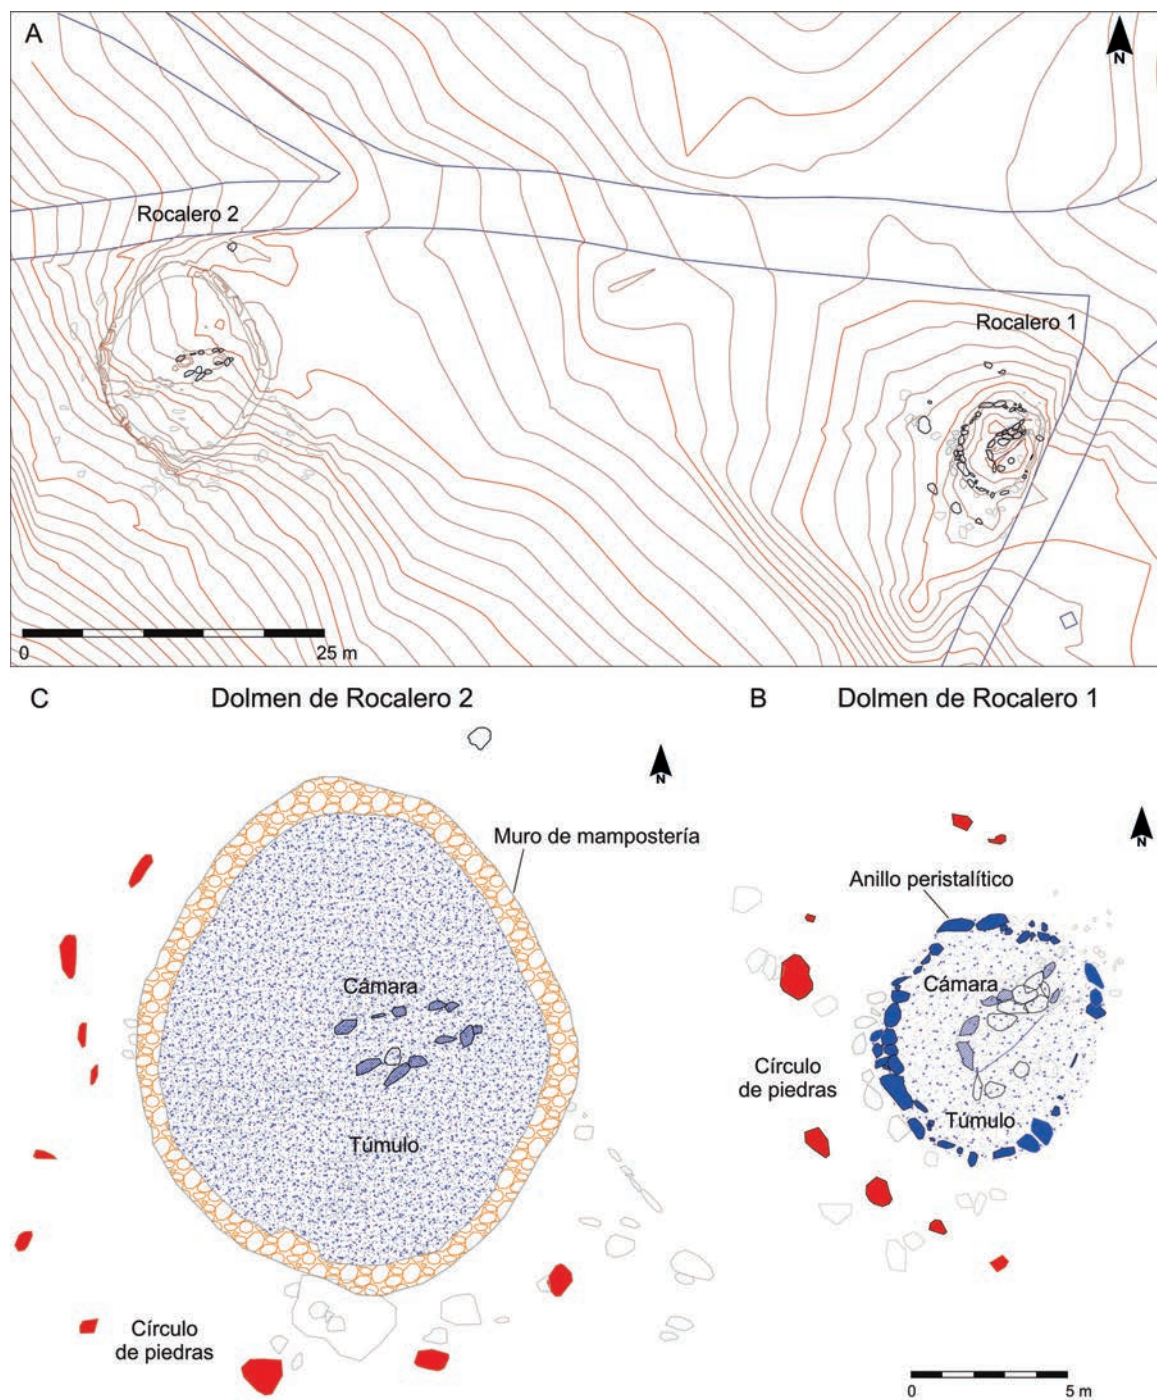 A
N
Rocalero 2
Rocalero 1
0
25 m
C
Dolmen de Rocalero 2
B
Dolmen de Rocalero 1
N
Muro de mampostería
Cámara
Túmulo
Círculo
de piedras
N
Anillo peristalítico
Cámara
Círculo
de piedras
Túmulo
0
5 m